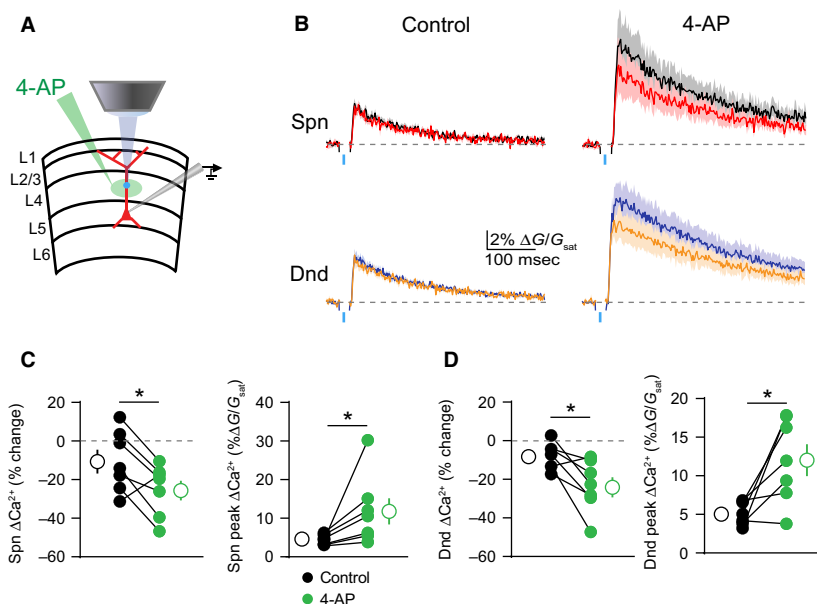 A
4-AP
L1
L2/3
L4
L5
L6
B
Control
4-AP
Spn
Dnd
2% ΔG/Gsat
100 msec
C
Spn ΔCa²⁺ (% change)
20
0
−20
−40
−60
*
Spn peak ΔCa²⁺ (%ΔG/Gsat)
40
30
20
10
0
*
Control
4-AP
D
Dnd ΔCa²⁺ (% change)
20
0
−20
−40
−60
*
Dnd peak ΔCa²⁺ (%ΔG/Gsat)
20
15
10
5
0
*